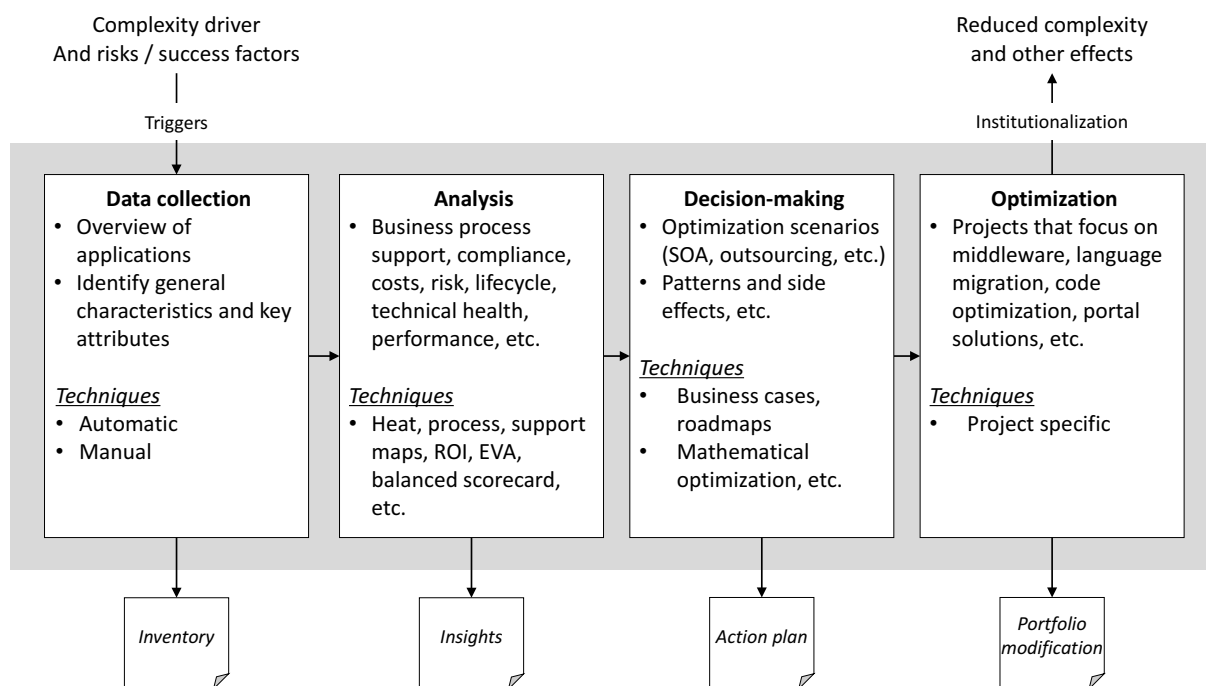 Complexity driver
And risks / success factors
Reduced complexity
and other effects
Triggers
Institutionalization
Data collection
• Overview of
applications
• Identify general
characteristics and key
attributes
Techniques
• Automatic
• Manual
Analysis
• Business process
support, compliance,
costs, risk, lifecycle,
technical health,
performance, etc.
Techniques
• Heat, process, support
maps, ROI, EVA,
balanced scorecard,
etc.
Decision-making
• Optimization scenarios
(SOA, outsourcing, etc.)
• Patterns and side
effects, etc.
Techniques
• Business cases,
roadmaps
• Mathematical
optimization, etc.
Optimization
• Projects that focus on
middleware, language
migration, code
optimization, portal
solutions, etc.
Techniques
• Project specific
Inventory
Insights
Action plan
Portfolio
modification